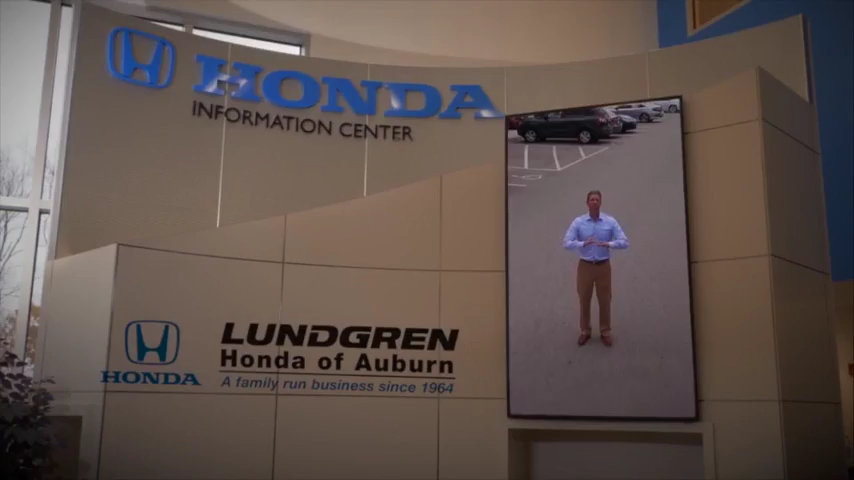 HONDA
INFORMATION CENTER
LUNDGREN
Honda of Auburn
HONDA
A family run business since 1964